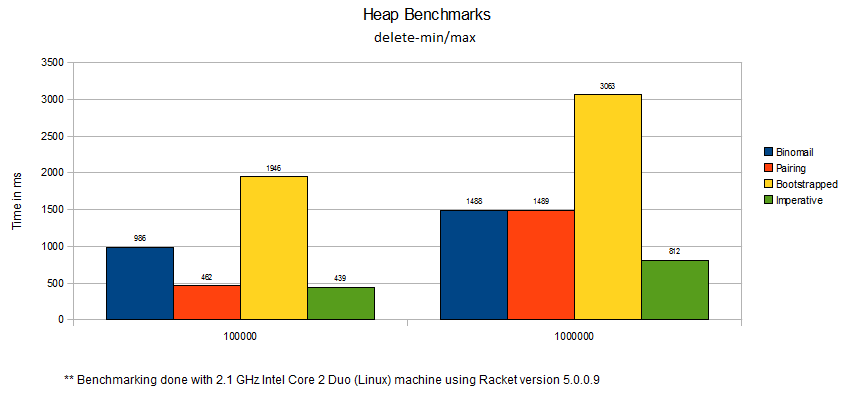 Heap Benchmarks
delete-min/max
Time in ms
3500
3000
2500
2000
1500
1000
500
0
986
462
1946
439
1488
1489
3063
812
100000
1000000
Binomail
Pairing
Bootstrapped
Imperative
** Benchmarking done with 2.1 GHz Intel Core 2 Duo (Linux) machine using Racket version 5.0.0.9